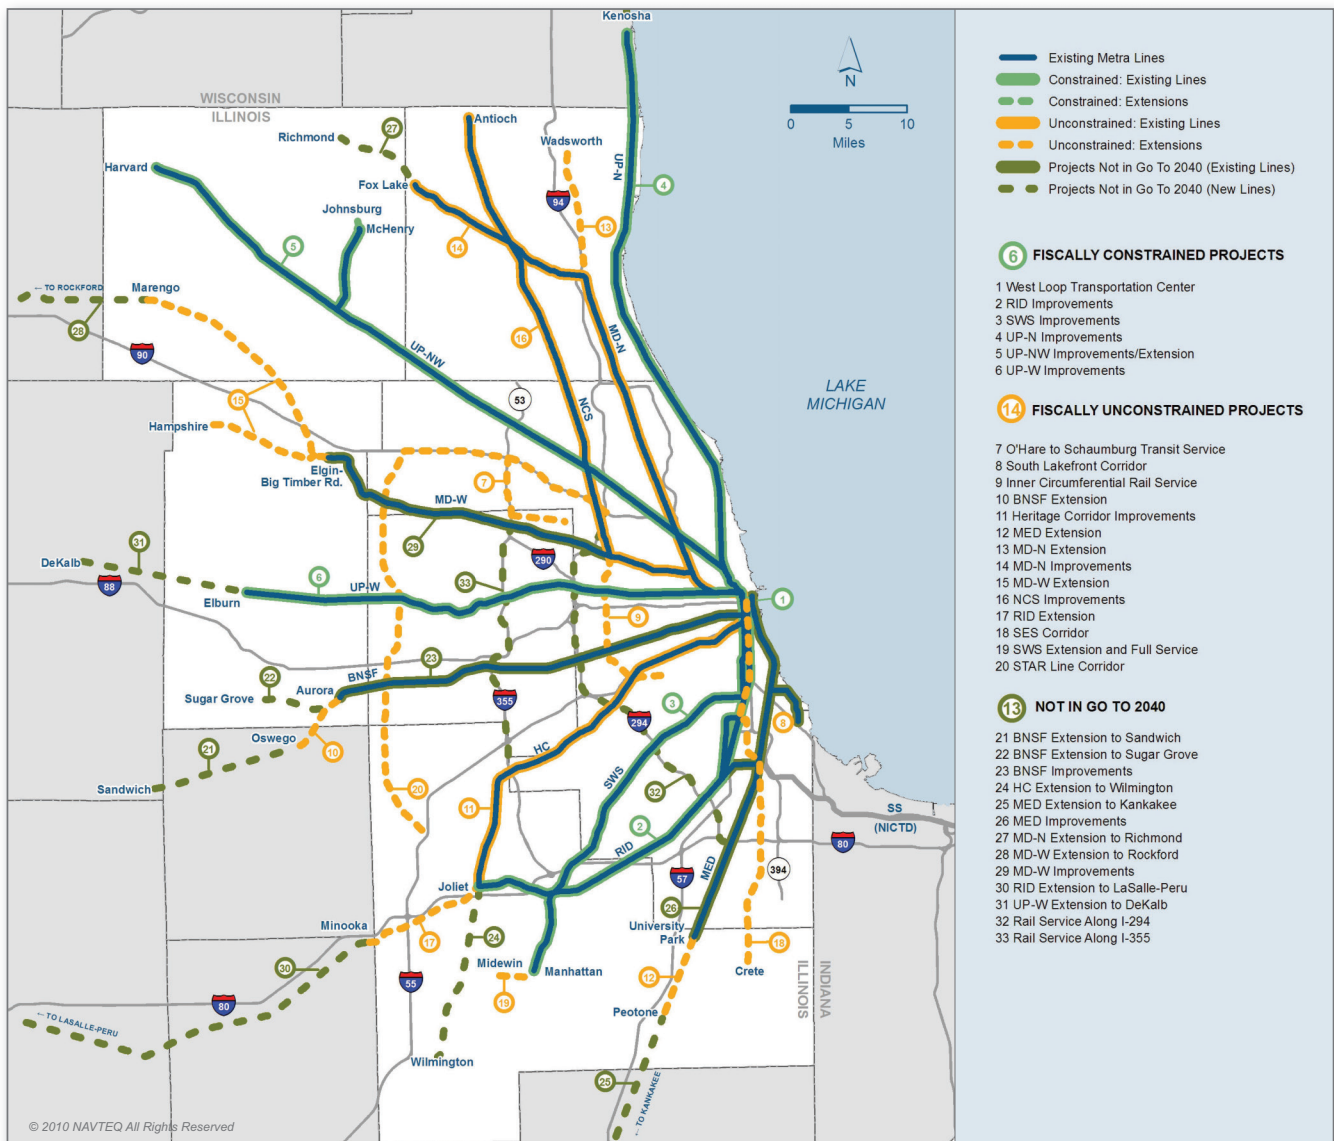 Kenosha
WISCONSIN
ILLINOIS
Richmond
27
Antioch
Wadsworth
N
0 5 10
Miles
Harvard
Fox Lake
UP-N
4
94
Johnsburg
McHenry
13
14
5
← TO ROCKFORD
Marengo
28
90
16
MD-N
UP-NW
LAKE
MICHIGAN
15
53
NCS
Hampshire
Elgin-
Big Timber Rd.
7
MD-W
29
31
DeKalb
290
88
6
UP-W
33
Elburn
1
9
23
BNSF
22
Sugar Grove
Aurora
355
3
294
8
Oswego
10
21
HC
Sandwich
SWS
20
32
11
SS
(NICTD)
2
RID
80
MED
394
57
Joliet
26
Minooka
University
Park
17
24
18
30
Midewin
Manhattan
12
Crete
ILLINOIS
INDIANA
55
19
80
Peotone
← TO LASALLE-PERU
Wilmington
25
← TO KANKAKEE
© 2010 NAVTEQ All Rights Reserved
Existing Metra Lines
Constrained: Existing Lines
Constrained: Extensions
Unconstrained: Existing Lines
Unconstrained: Extensions
Projects Not in Go To 2040 (Existing Lines)
Projects Not in Go To 2040 (New Lines)
6 FISCALLY CONSTRAINED PROJECTS
1 West Loop Transportation Center
2 RID Improvements
3 SWS Improvements
4 UP-N Improvements
5 UP-NW Improvements/Extension
6 UP-W Improvements
14 FISCALLY UNCONSTRAINED PROJECTS
7 O'Hare to Schaumburg Transit Service
8 South Lakefront Corridor
9 Inner Circumferential Rail Service
10 BNSF Extension
11 Heritage Corridor Improvements
12 MED Extension
13 MD-N Extension
14 MD-N Improvements
15 MD-W Extension
16 NCS Improvements
17 RID Extension
18 SES Corridor
19 SWS Extension and Full Service
20 STAR Line Corridor
13 NOT IN GO TO 2040
21 BNSF Extension to Sandwich
22 BNSF Extension to Sugar Grove
23 BNSF Improvements
24 HC Extension to Wilmington
25 MED Extension to Kankakee
26 MED Improvements
27 MD-N Extension to Richmond
28 MD-W Extension to Rockford
29 MD-W Improvements
30 RID Extension to LaSalle-Peru
31 UP-W Extension to DeKalb
32 Rail Service Along I-294
33 Rail Service Along I-355